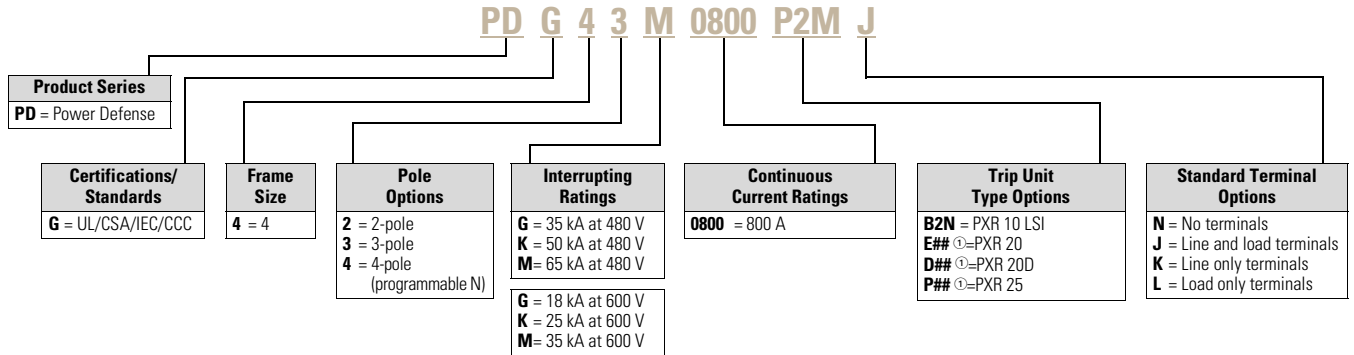 PD G 4 3 M 0800 P2M J
Product Series
PD = Power Defense
Certifications/
Standards
G = UL/CSA/IEC/CCC
Frame
Size
4 = 4
Pole
Options
2 = 2-pole
3 = 3-pole
4 = 4-pole
(programmable N)
Interrupting
Ratings
G = 35 kA at 480 V
K = 50 kA at 480 V
M= 65 kA at 480 V
G = 18 kA at 600 V
K = 25 kA at 600 V
M= 35 kA at 600 V
Continuous
Current Ratings
0800 = 800 A
Trip Unit
Type Options
B2N = PXR 10 LSI
E## ①=PXR 20
D## ①=PXR 20D
P## ①=PXR 25
Standard Terminal
Options
N = No terminals
J = Line and load terminals
K = Line only terminals
L = Load only terminals